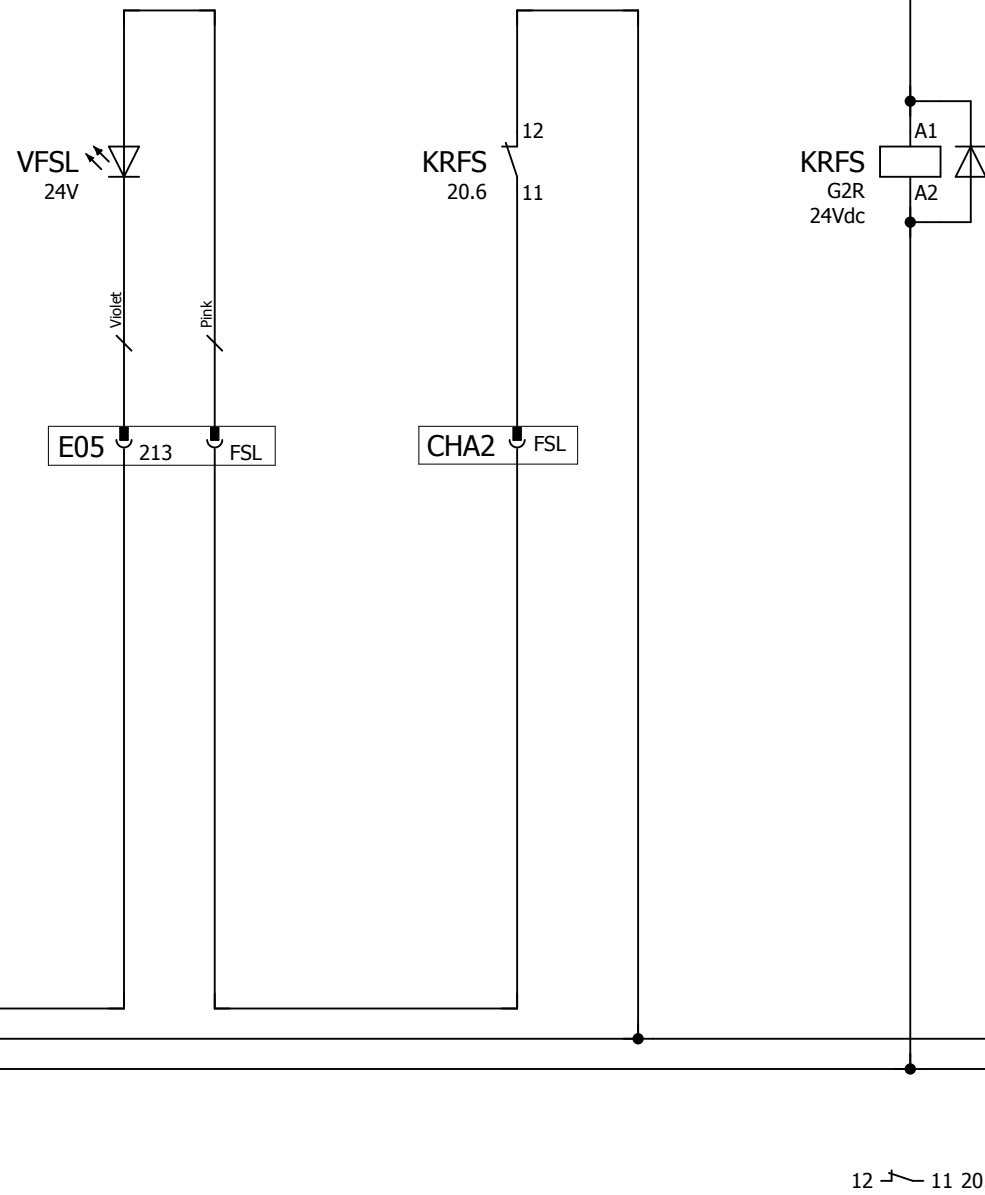 12
A1
VFSL
KRFS
KRFS
24V
20.6
11
G2R
A2
24Vdc
Violet
Pink
E05
213
FSL
CHA2
FSL
12
11 20